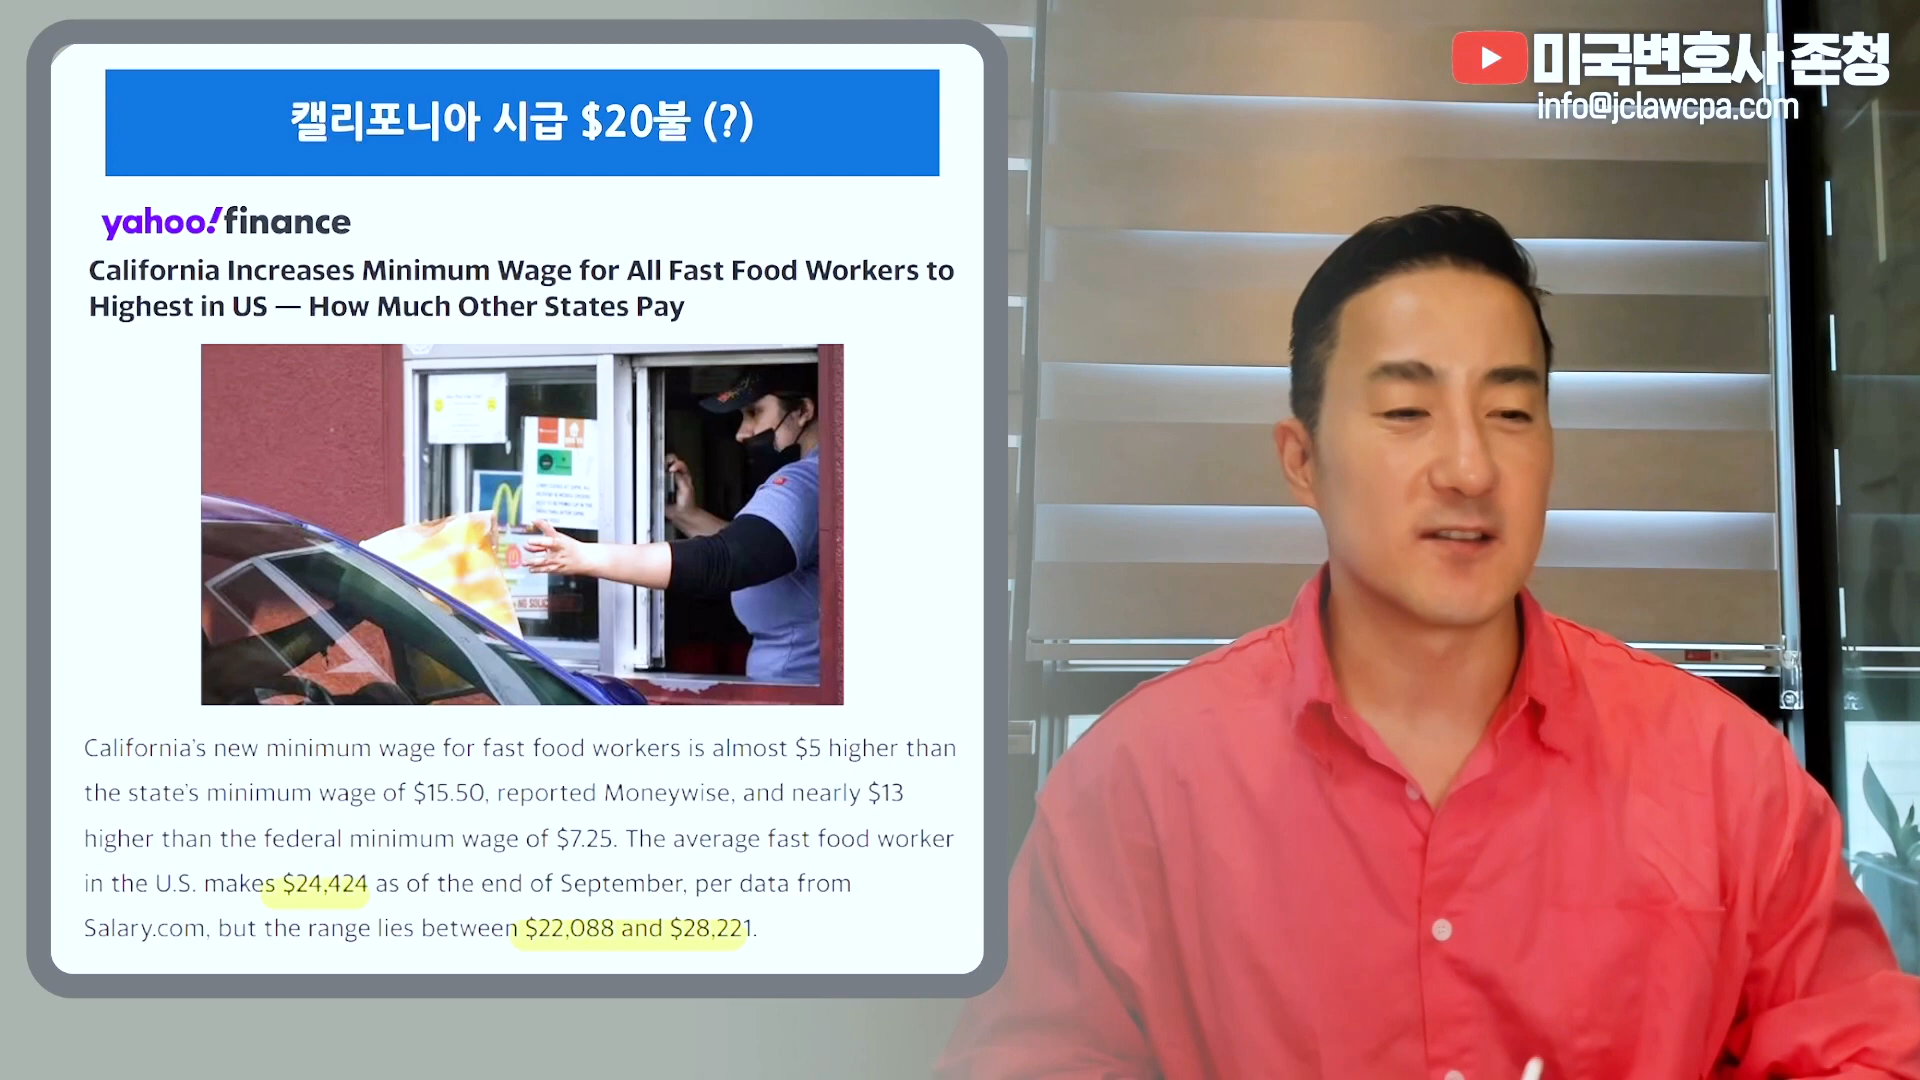 캘리포니아 시급 $20불 (?)
yahoo!finance
California Increases Minimum Wage for All Fast Food Workers to
Highest in US — How Much Other States Pay
NO SOLIC
California's new minimum wage for fast food workers is almost $5 higher than
the state's minimum wage of $15.50, reported Moneywise, and nearly $13
higher than the federal minimum wage of $7.25. The average fast food worker
in the U.S. makes $24,424 as of the end of September, per data from
Salary.com, but the range lies between $22,088 and $28,221.
미국변호사 존청
info@jclawcpa.com